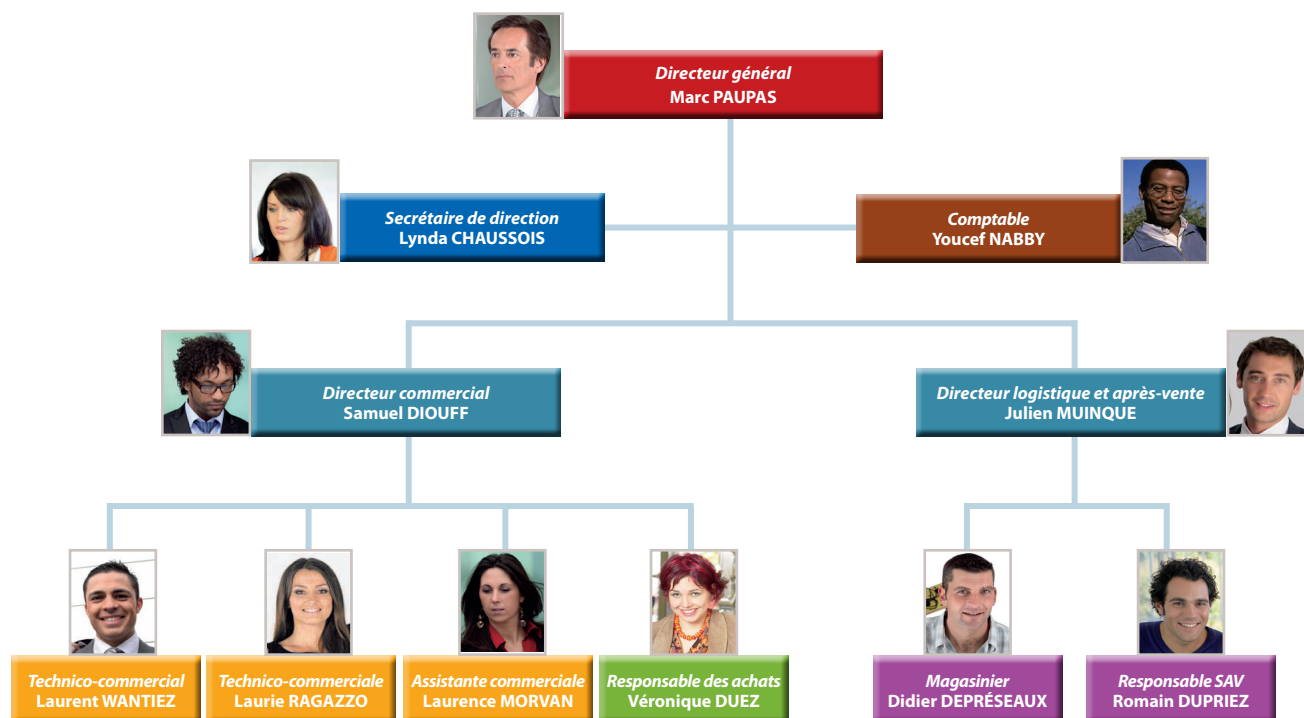 Directeur général
Marc PAUPAS
Secrétaire de direction
Lynda CHAUSSOIS
Comptable
Youcef NABBY
Directeur commercial
Samuel DIOUFF
Directeur logistique et après-vente
Julien MUINQUE
Technico-commercial
Laurent WANTIEZ
Technico-commerciale
Laurie RAGAZZO
Assistante commerciale
Laurence MORVAN
Responsable des achats
Véronique DUEZ
Magasinier
Didier DEPRÉSEAUX
Responsable SAV
Romain DUPRIEZ